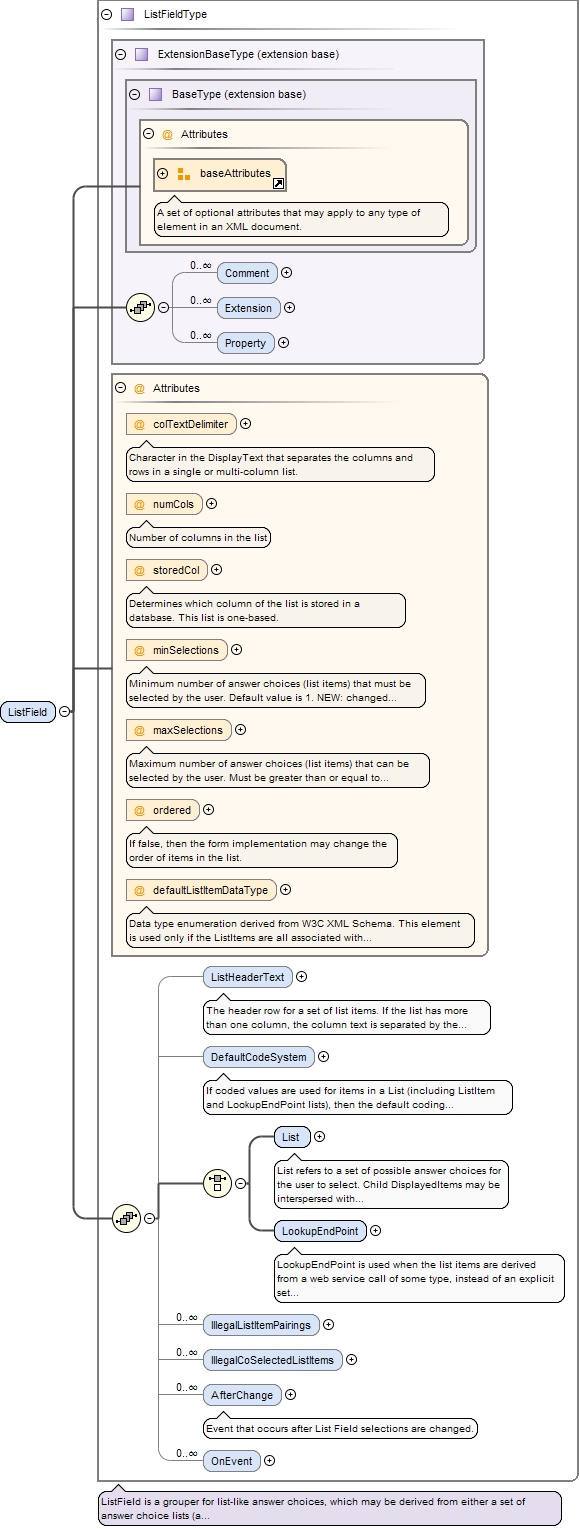 ListFieldType
ExtensionBaseType (extension base)
BaseType (extension base)
@ Attributes
baseAttributes
A set of optional attributes that may apply to any type of
element in an XML document.
0..∞
Comment
0..∞
Extension
0..∞
Property
@ Attributes
@ colTextDelimiter
Character in the DisplayText that separates the columns and
rows in a single or multi-column list.
@ numCols
Number of columns in the list
@ storedCol
Determines which column of the list is stored in a
database. This list is one-based.
@ minSelections
Minimum number of answer choices (list items) that must be
selected by the user. Default value is 1. NEW: changed...
ListField
@ maxSelections
Maximum number of answer choices (list items) that can be
selected by the user. Must be greater than or equal to...
@ ordered
If false, then the form implementation may change the
order of items in the list.
@ defaultListItemDataType
Data type enumeration derived from W3C XML Schema. This element
is used only if the ListItems are all associated with...
ListHeaderText
The header row for a set of list items. If the list has more
than one column, the column text is separated by the...
DefaultCodeSystem
If coded values are used for items in a List (including ListItem
and LookupEndPoint lists), then the default coding...
List
List refers to a set of possible answer choices for
the user to select. Child DisplayedItems may be
interspersed with...
LookupEndPoint
LookupEndPoint is used when the list items are derived
from a web service call of some type, instead of an explicit
set...
0..∞
IllegalListItemPairings
0..∞
IllegalCoSelectedListItems
0..∞
AfterChange
Event that occurs after List Field selections are changed.
0..∞
OnEvent
ListField is a grouper for list-like answer choices, which may be derived from either a set of
answer choice lists (a...